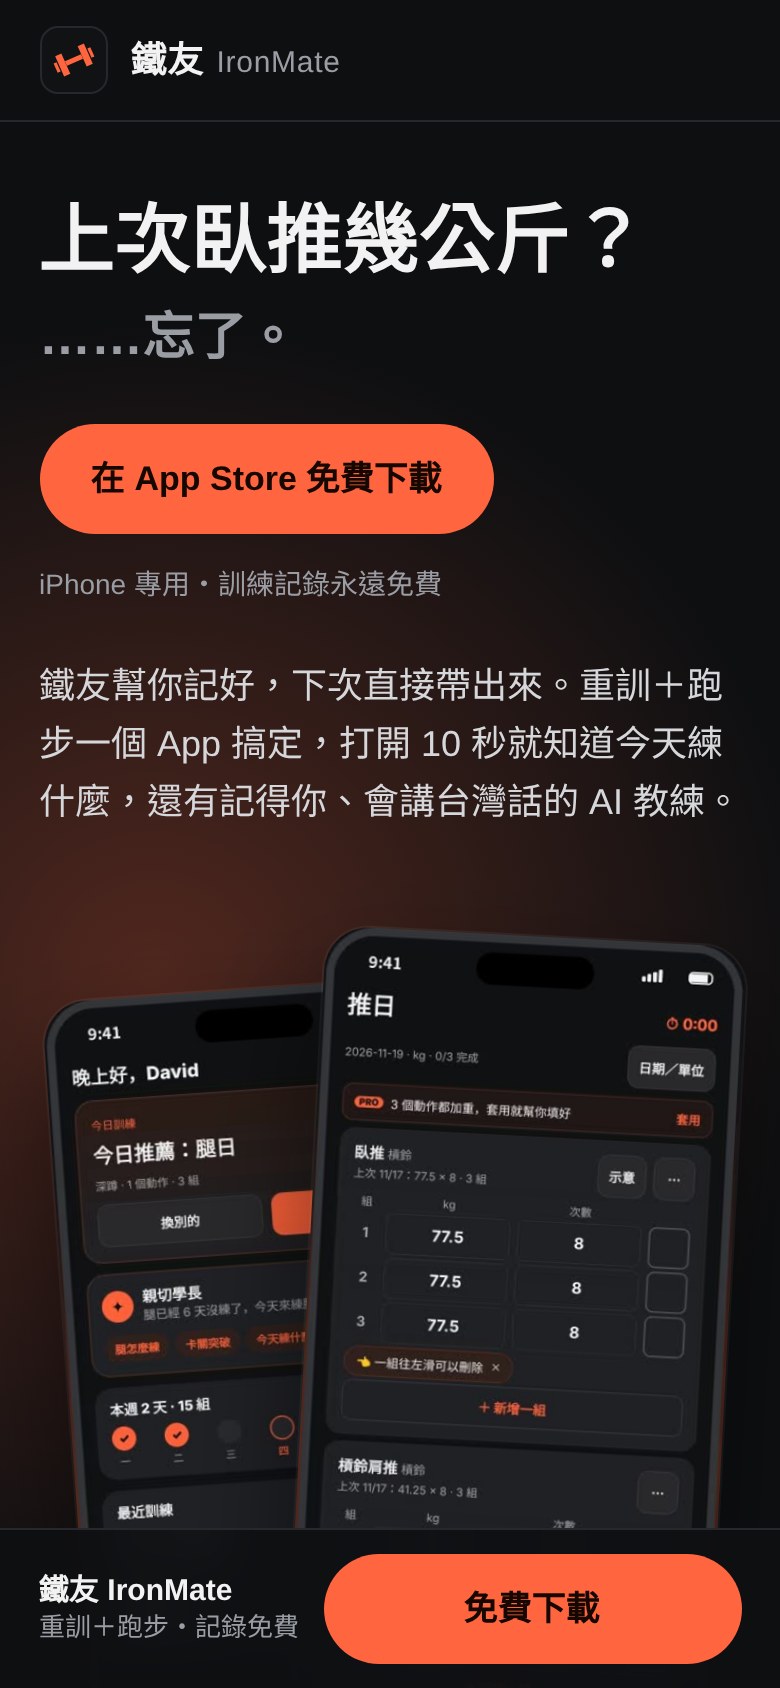 鐵友 IronMate
上次臥推幾公斤？
……忘了。
在 App Store 免費下載
iPhone 專用・訓練記錄永遠免費
鐵友幫你記好，下次直接帶出來。重訓＋跑
步一個 App 搞定，打開 10 秒就知道今天練
什麼，還有記得你、會講台灣話的 AI 教練。
9:41
晚上好，David
今日訓練
今日推薦：腿日
深蹲 · 1 個動作 · 3 組
換別的
親切學長
腿已經 6 天沒練了，今天來練
腿怎麼練
卡關突破
今天練什
本週 2 天 · 15 組
一 二 三 四
最近訓練
9:41
推日
0:00
2026-11-19 · kg · 0/3 完成
日期／單位
PRO 3 個動作都加重，套用就幫你填好 套用
臥推 槓鈴
上次 11/17：77.5 × 8 · 3 組
示意
···
組 kg 次數
1 77.5 8
2 77.5 8
3 77.5 8
👈 一組往左滑可以刪除 ×
＋ 新增一組
槓鈴肩推 槓鈴
上次 11/17：41.25 × 8 · 3 組
···
組 kg 次數
鐵友 IronMate
重訓＋跑步・記錄免費
免費下載